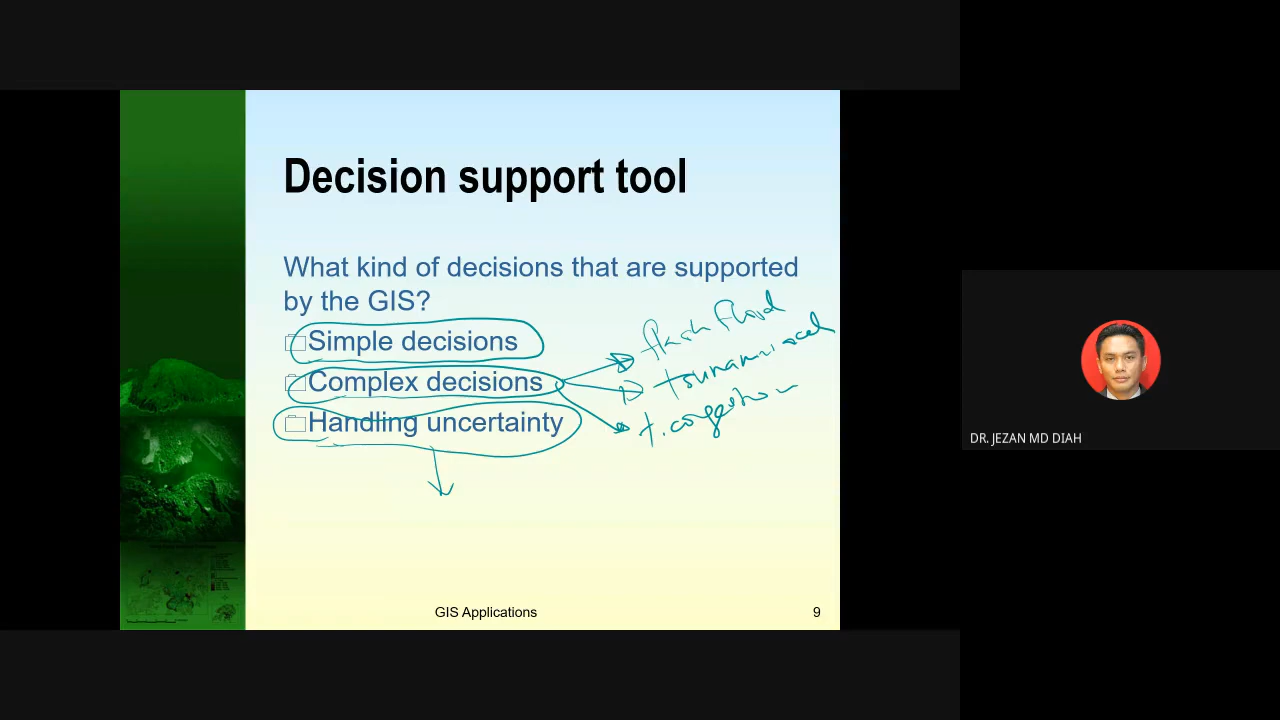 Decision support tool
What kind of decisions that are supported
by the GIS?
Simple decisions
Complex decisions
Handling uncertainty
flash flood
tsunami
t. congestion
GIS Applications
9
DR. JEZAN MD DIAH